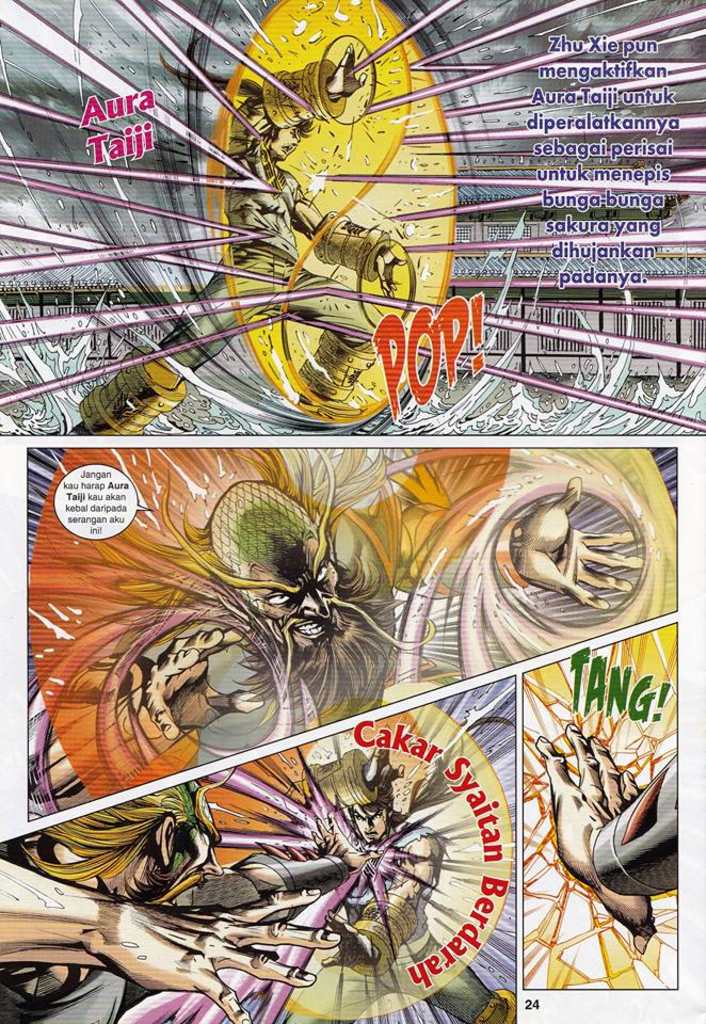 Aura
Taiji
Zhu Xie pun
mengaktifkan
Aura Taiji untuk
diperalatkannya
sebagai perisai
untuk menepis
bunga-bunga
sakura yang
dihujankan
padanya.
POP!
Jangan
kau harap Aura
Taiji kau akan
kebal daripada
serangan aku
ini!
Cakar Syaitan Berdarah
TANG!
24